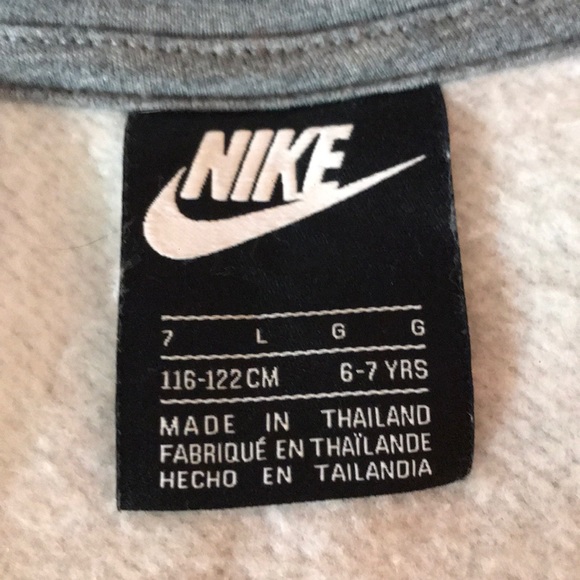 NIKE
7 L G G
116-122 CM 6-7 YRS
MADE IN THAILAND
FABRIQUÉ EN THAÏLANDE
HECHO EN TAILANDIA